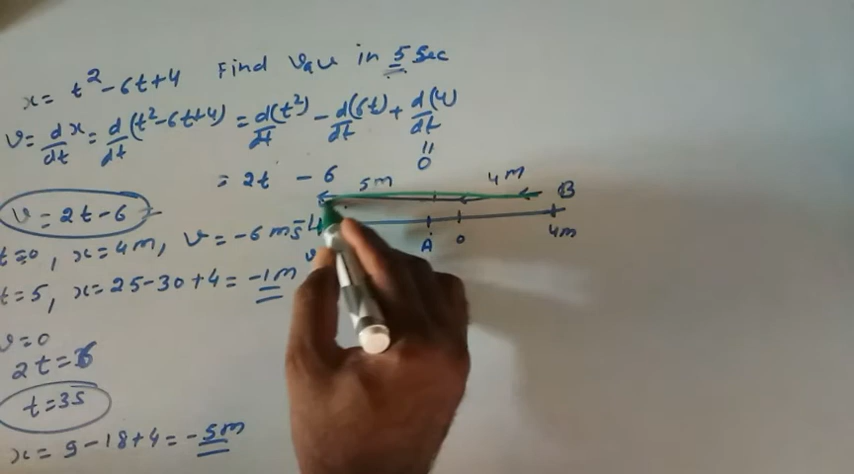 x = t² - 6t + 4 Find vav in 5 Sec
v = d/dt x = d/dt (t² - 6t + 4) = d/dt (t²) - d/dt (6t) + d/dt (4)
"
0
= 2t - 6
5m 4m B
v = 2t - 6
A 0 4m
t=0, x = 4m, v = -6 ms⁻¹
t = 5, x = 25 - 30 + 4 = -1m
v = 0
2t = 6
t = 3s
x = 9 - 18 + 4 = -5m